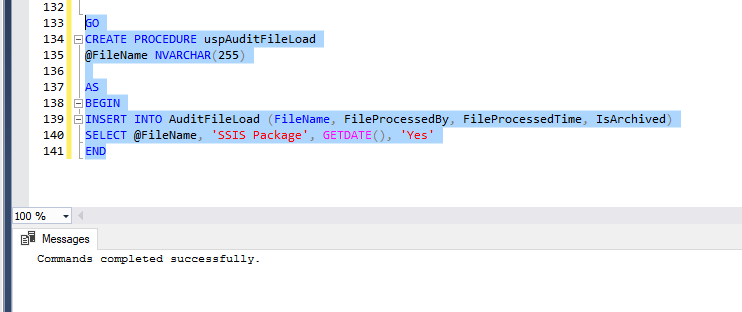 132
133 GO
134 CREATE PROCEDURE uspAuditFileLoad
135 @FileName NVARCHAR(255)
136
137 AS
138 BEGIN
139 INSERT INTO AuditFileLoad (FileName, FileProcessedBy, FileProcessedTime, IsArchived)
140 SELECT @FileName, 'SSIS Package', GETDATE(), 'Yes'
141 END
100 %
Messages
Commands completed successfully.